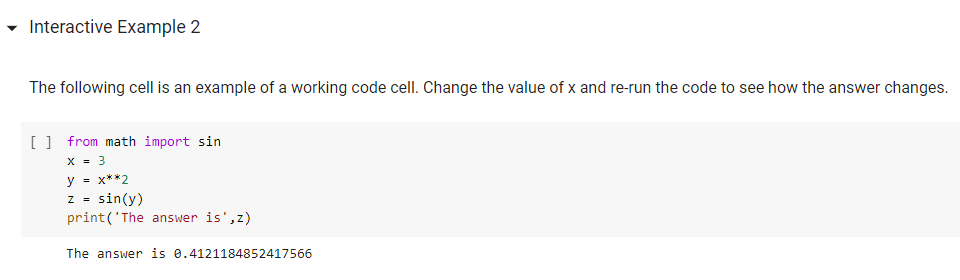 Interactive Example 2
The following cell is an example of a working code cell. Change the value of x and re-run the code to see how the answer changes.
[ ] from math import sin
x = 3
y = x**2
z = sin(y)
print('The answer is',z)
The answer is 0.4121184852417566